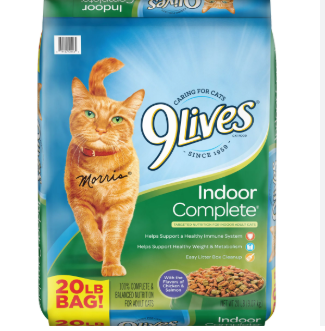 9Lives
Indoor
Complete
CARING FOR CATS
9Lives
SINCE 1959
Morris
Indoor
Complete®
Helps Support a Healthy Immune System
Helps Support Healthy Weight & Metabolism
Easy Litter Box Cleanup
20LB
BAG!
100% COMPLETE &
BALANCED NUTRITION
FOR ADULT CATS
With the
Flavors of
Chicken &
Salmon
Indoor